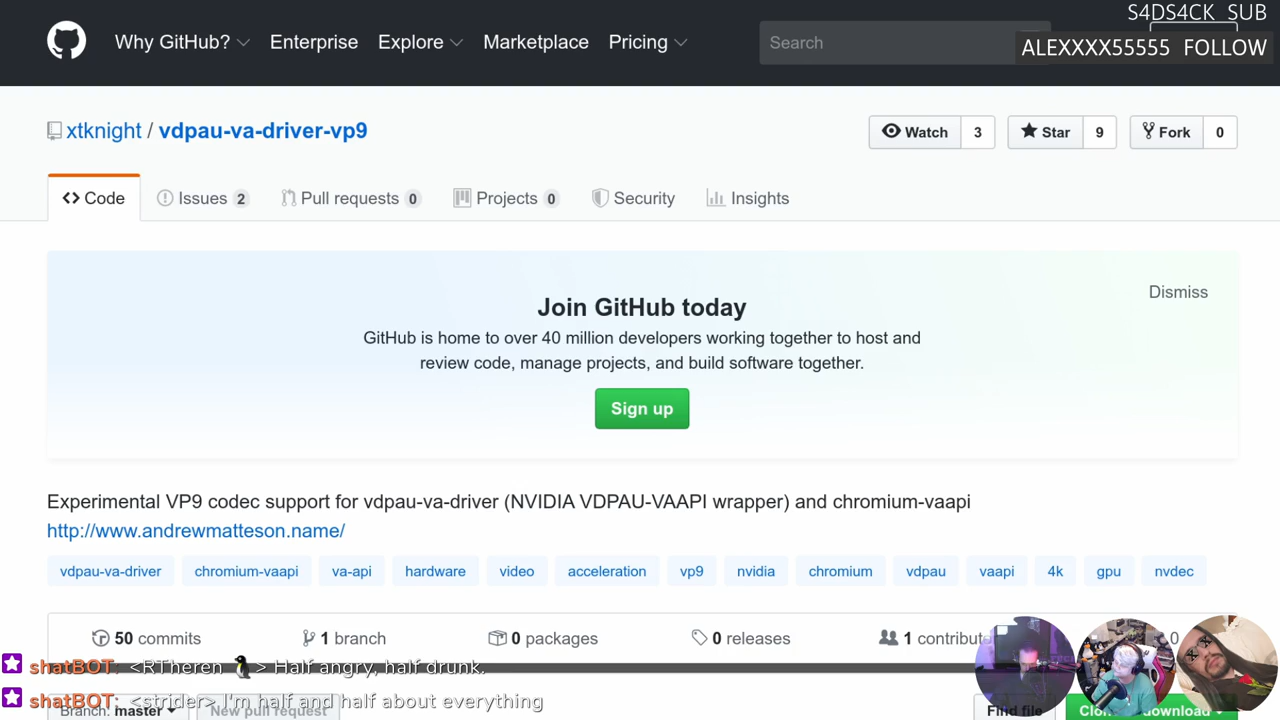 S4DS4CK SUB
Why GitHub? Enterprise Explore Marketplace Pricing Search
ALEXXXX55555 FOLLOW
xtknight / vdpau-va-driver-vp9
Watch 3 Star 9 Fork 0
Code Issues 2 Pull requests 0 Projects 0 Security Insights
Dismiss
Join GitHub today
GitHub is home to over 40 million developers working together to host and
review code, manage projects, and build software together.
Sign up
Experimental VP9 codec support for vdpau-va-driver (NVIDIA VDPAU-VAAPI wrapper) and chromium-vaapi
http://www.andrewmatteson.name/
vdpau-va-driver chromium-vaapi va-api hardware video acceleration vp9 nvidia chromium vdpau vaapi 4k gpu nvdec
50 commits 1 branch 0 packages 0 releases 1 contribut
shatBOT: <RTheren 🐧 > Half angry, half drunk.
shatBOT: <strider> I'm half and half about everything
Branch: master New pull request Find file